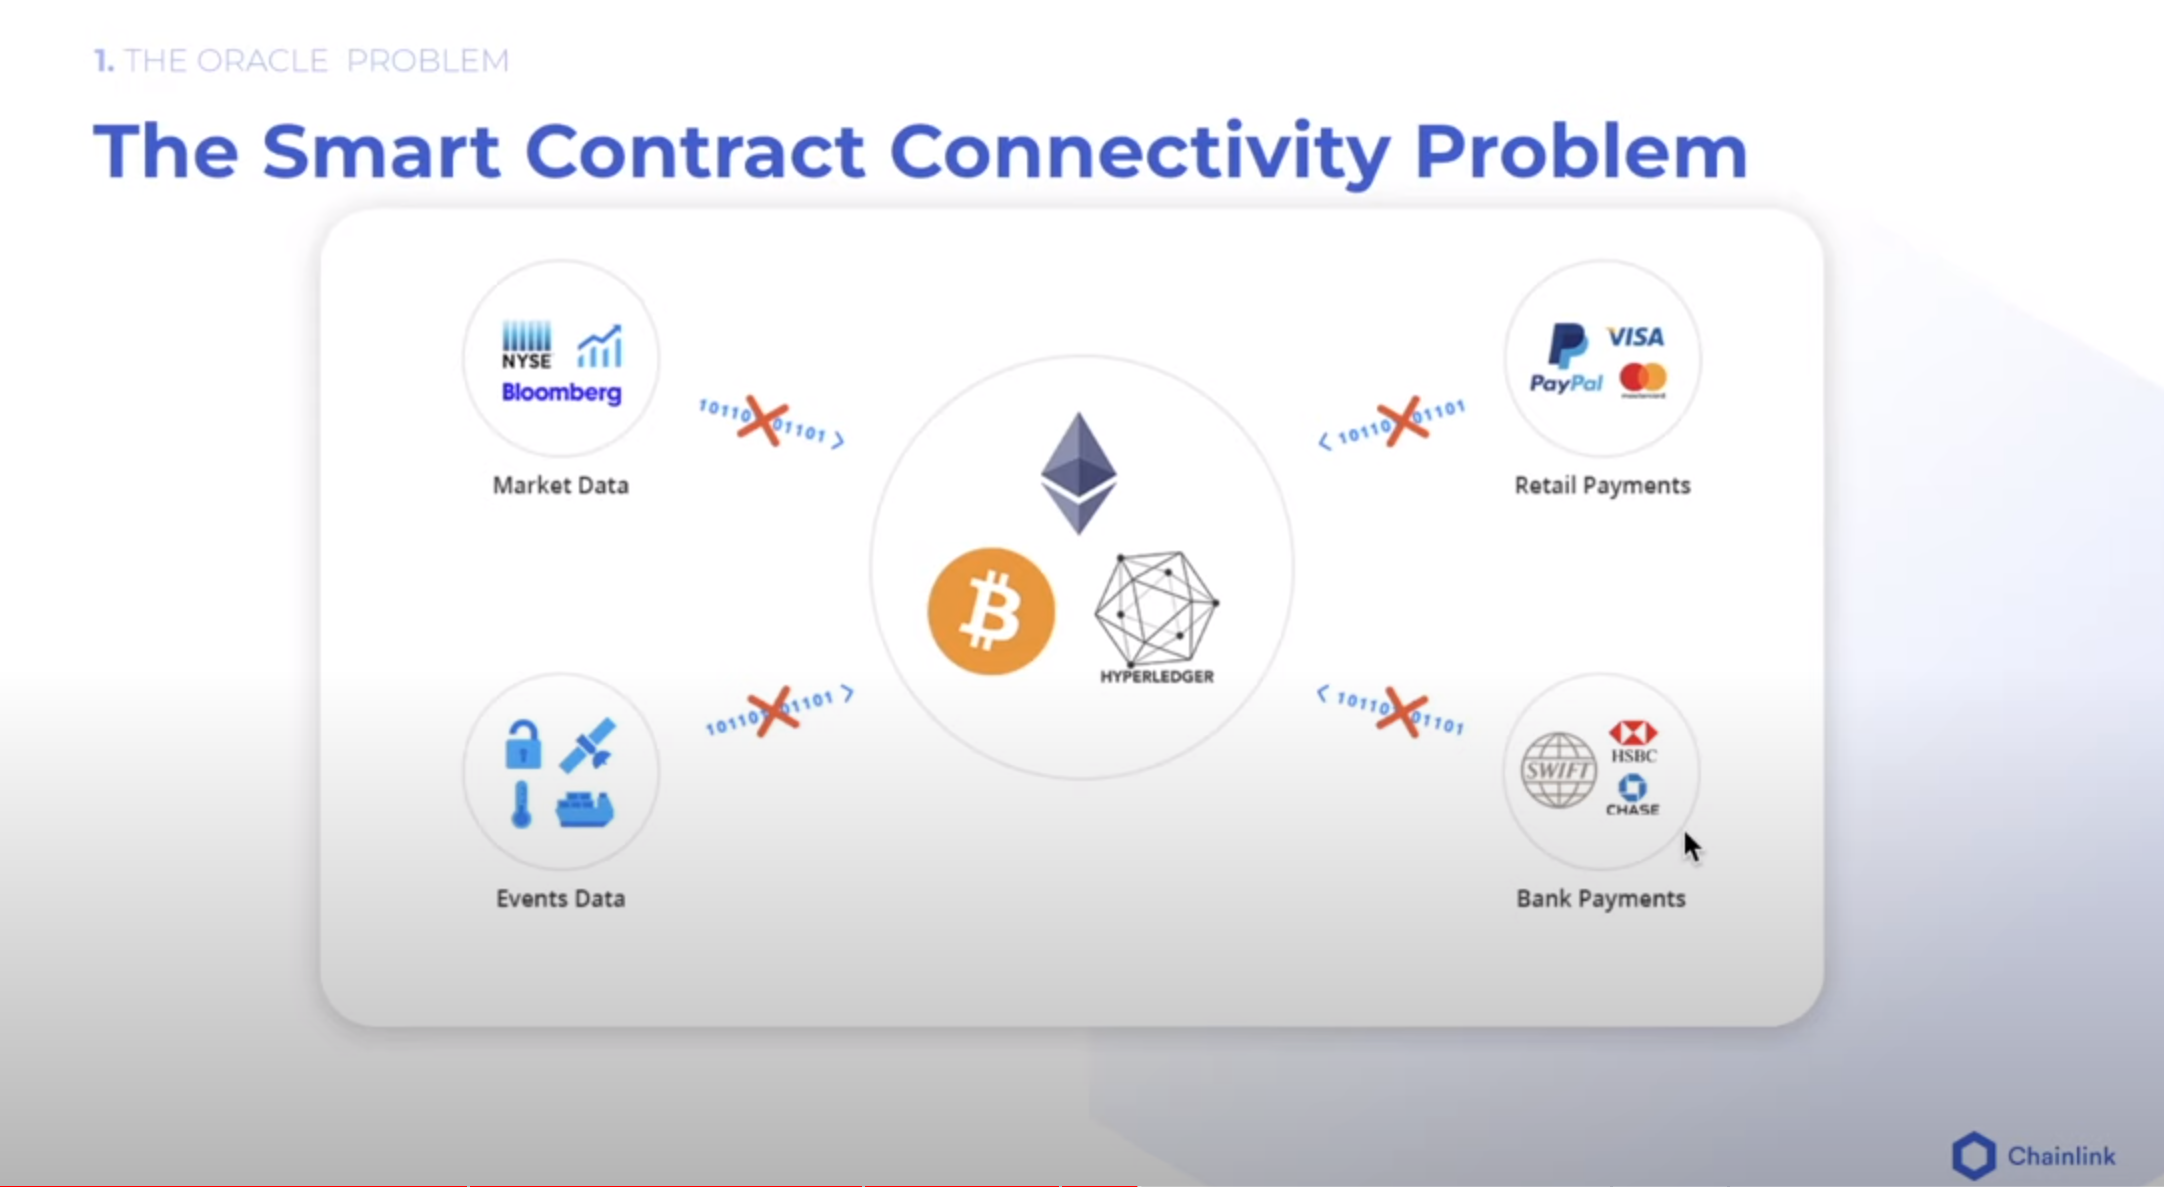 1. THE ORACLE PROBLEM
The Smart Contract Connectivity Problem
NYSE
Bloomberg
Market Data
10110 01101 >
PayPal
VISA
mastercard
Retail Payments
< 10110 01101
HYPERLEDGER
Events Data
10110 01101 >
SWIFT
HSBC
CHASE
Bank Payments
< 10110 01101
Chainlink